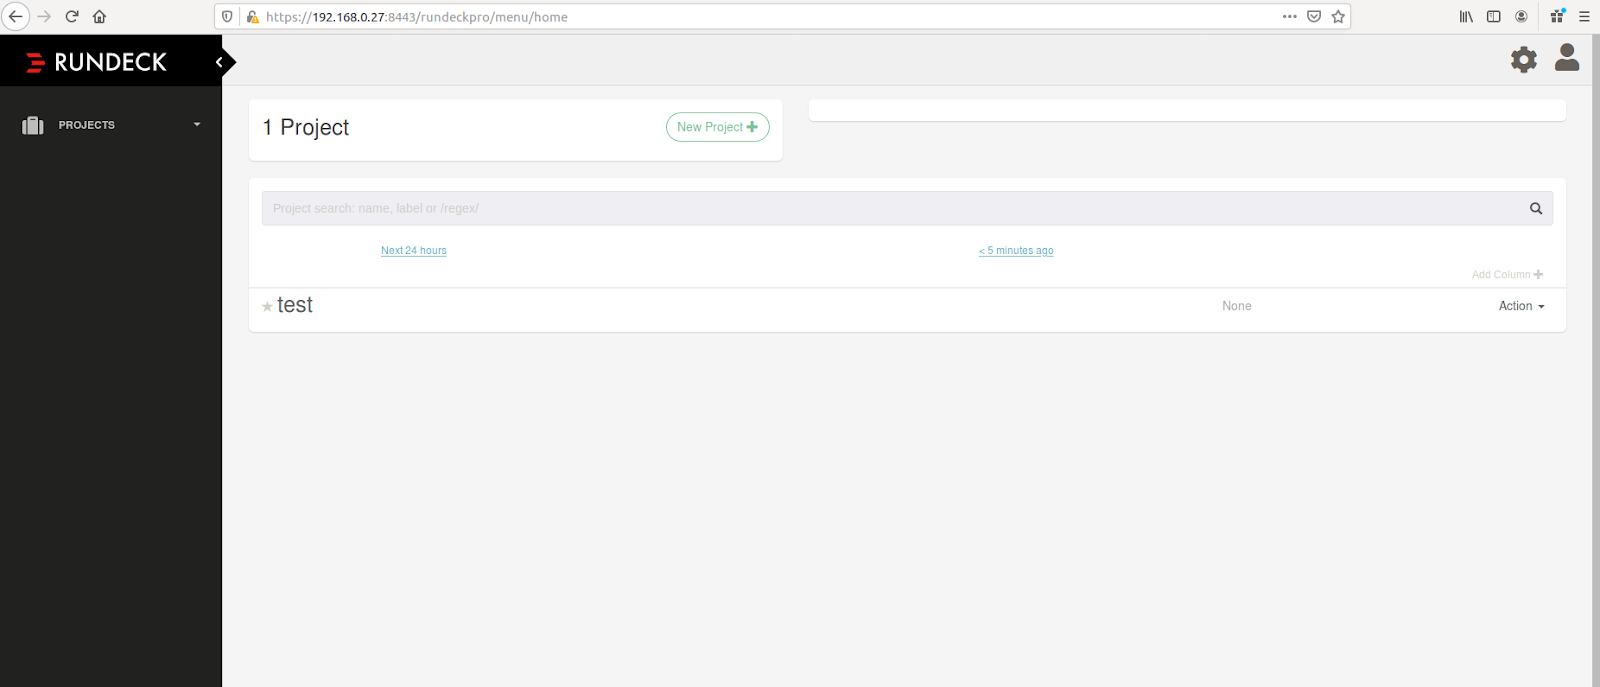 https://192.168.0.27:8443/rundeckpro/menu/home
RUNDECK
PROJECTS
1 Project
New Project
Project search: name, label or /regex/
Next 24 hours
< 5 minutes ago
Add Column
test
None
Action